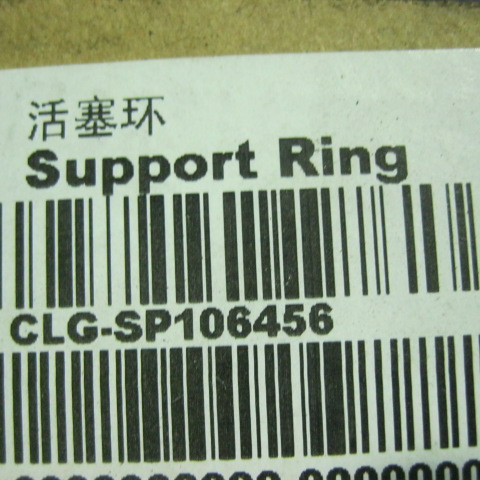 活塞环
Support Ring
CLG-SP106456